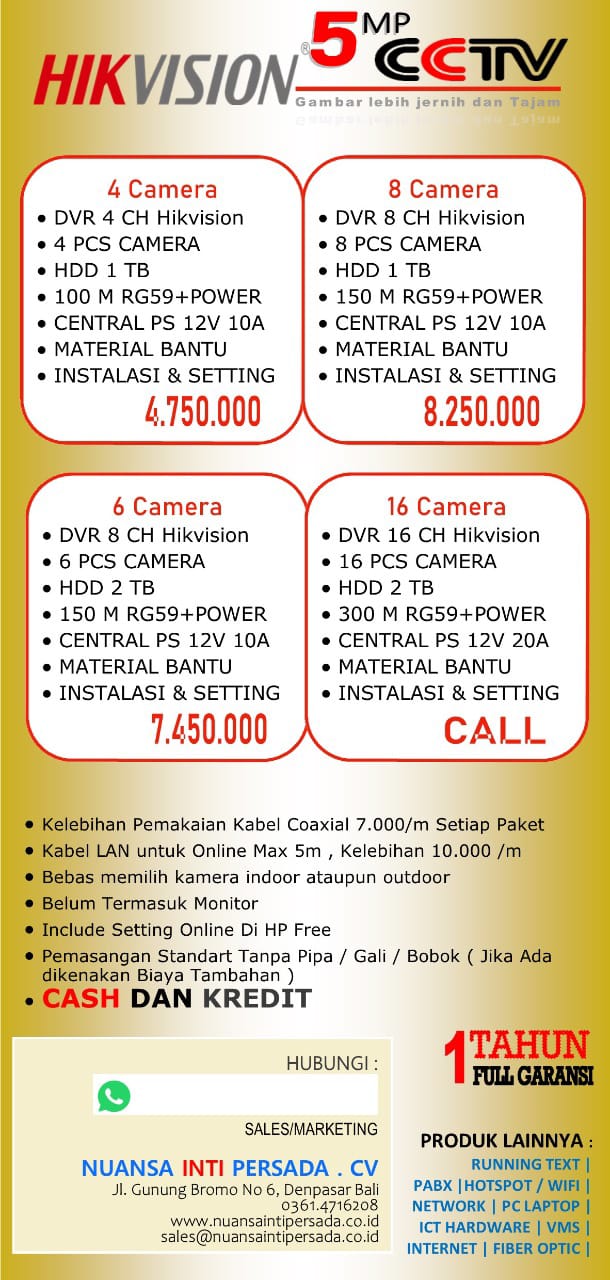 HIKVISION®
5MP CCTV
Gambar lebih jernih dan Tajam
4 Camera
• DVR 4 CH Hikvision
• 4 PCS CAMERA
• HDD 1 TB
• 100 M RG59+POWER
• CENTRAL PS 12V 10A
• MATERIAL BANTU
• INSTALASI & SETTING
4.750.000
8 Camera
• DVR 8 CH Hikvision
• 8 PCS CAMERA
• HDD 1 TB
• 150 M RG59+POWER
• CENTRAL PS 12V 10A
• MATERIAL BANTU
• INSTALASI & SETTING
8.250.000
6 Camera
• DVR 8 CH Hikvision
• 6 PCS CAMERA
• HDD 2 TB
• 150 M RG59+POWER
• CENTRAL PS 12V 10A
• MATERIAL BANTU
• INSTALASI & SETTING
7.450.000
16 Camera
• DVR 16 CH Hikvision
• 16 PCS CAMERA
• HDD 2 TB
• 300 M RG59+POWER
• CENTRAL PS 12V 20A
• MATERIAL BANTU
• INSTALASI & SETTING
CALL
• Kelebihan Pemakaian Kabel Coaxial 7.000/m Setiap Paket
• Kabel LAN untuk Online Max 5m , Kelebihan 10.000 /m
• Bebas memilih kamera indoor ataupun outdoor
• Belum Termasuk Monitor
• Include Setting Online Di HP Free
• Pemasangan Standart Tanpa Pipa / Gali / Bobok ( Jika Ada
dikenakan Biaya Tambahan )
• CASH DAN KREDIT
HUBUNGI :
SALES/MARKETING
NUANSA INTI PERSADA . CV
Jl. Gunung Bromo No 6, Denpasar Bali
0361.4716208
www.nuansaintipersada.co.id
sales@nuansaintipersada.co.id
1 TAHUN
FULL GARANSI
PRODUK LAINNYA :
RUNNING TEXT |
PABX |HOTSPOT / WIFI |
NETWORK | PC LAPTOP |
ICT HARDWARE | VMS |
INTERNET | FIBER OPTIC |